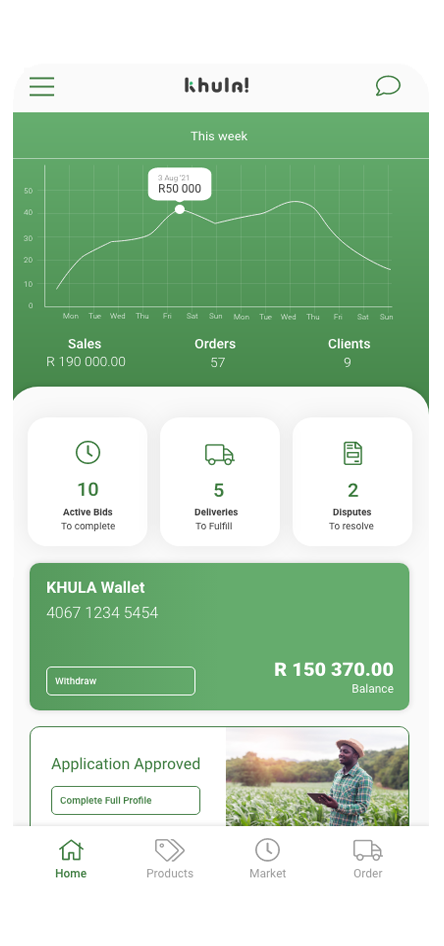 khula!
This week
3 Aug '21
R50 000
50
40
30
20
10
0
Mon Tue Wed Thu Fri Sat Sun Mon Tue Wed Thu Fri Sat Sun
Sales Orders Clients
R 190 000.00 57 9
10 5 2
Active Bids Deliveries Disputes
To complete To Fulfill To resolve
KHULA Wallet
4067 1234 5454
R 150 370.00
Withdraw
Balance
Application Approved
Complete Full Profile
Home Products Market Order